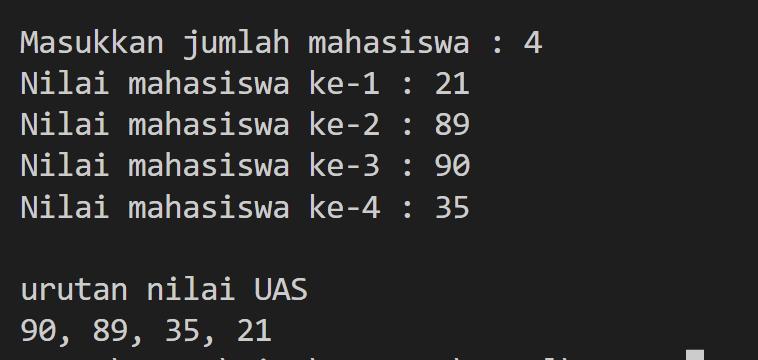 Masukkan jumlah mahasiswa : 4
Nilai mahasiswa ke-1 : 21
Nilai mahasiswa ke-2 : 89
Nilai mahasiswa ke-3 : 90
Nilai mahasiswa ke-4 : 35
urutan nilai UAS
90, 89, 35, 21